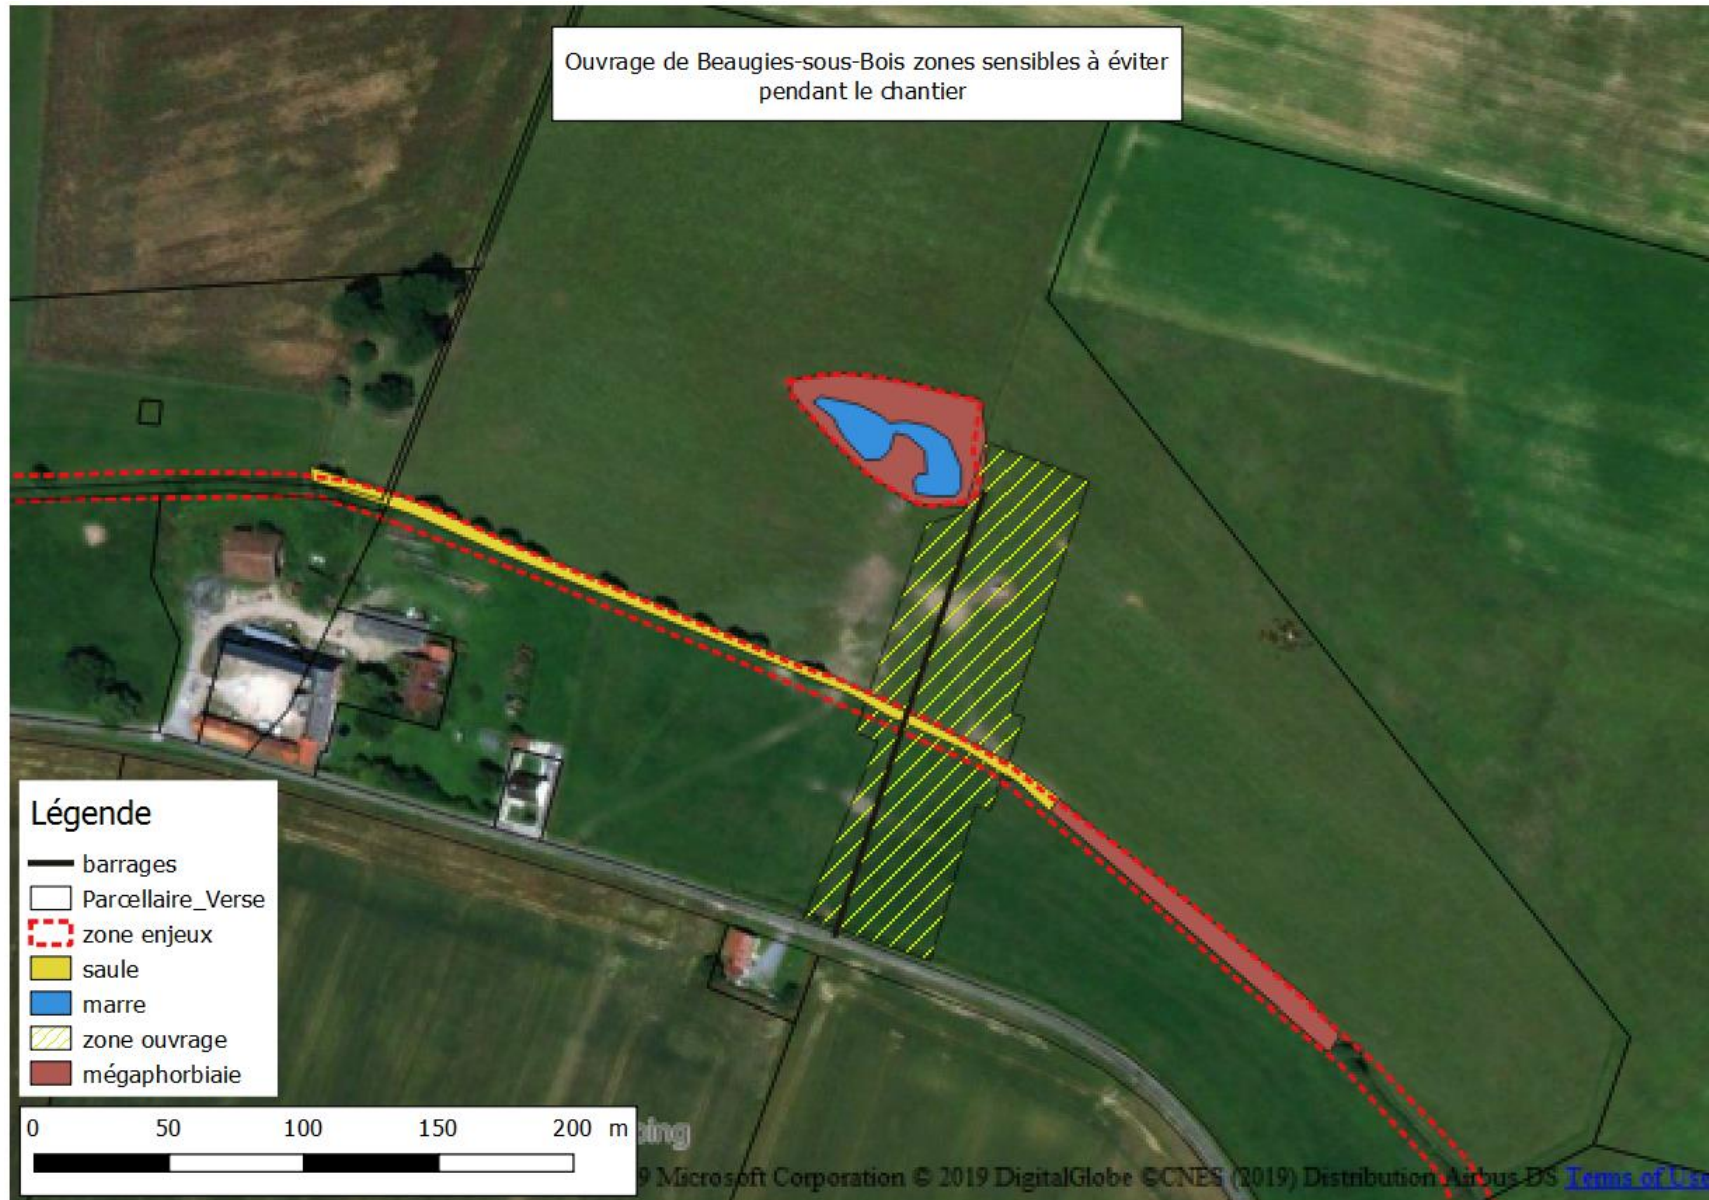 Ouvrage de Beaugies-sous-Bois zones sensibles à éviter
pendant le chantier
Légende
barrages
Parcellaire_Verse
zone enjeux
saule
marre
zone ouvrage
mégaphorbiaie
0 50 100 150 200 m
9 Microsoft Corporation © 2019 DigitalGlobe ©CNES (2019) Distribution Airbus DS Terms of Use